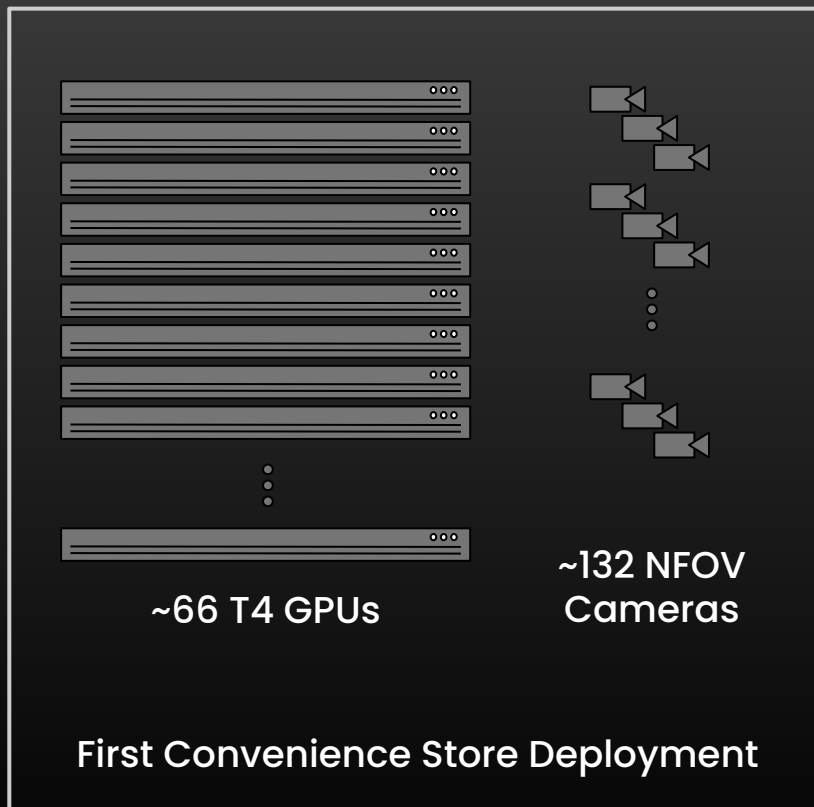 ~66 T4 GPUs
~132 NFOV
Cameras
First Convenience Store Deployment